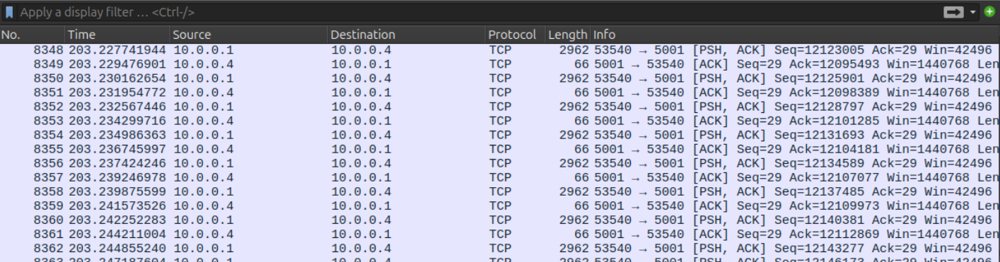 Apply a display filter … <Ctrl-/>
No. Time Source Destination Protocol Length Info
8348 203.227741944 10.0.0.1 10.0.0.4 TCP 2962 53540 → 5001 [PSH, ACK] Seq=12123005 Ack=29 Win=42496
8349 203.229476901 10.0.0.4 10.0.0.1 TCP 66 5001 → 53540 [ACK] Seq=29 Ack=12095493 Win=1440768 Len
8350 203.230162654 10.0.0.1 10.0.0.4 TCP 2962 53540 → 5001 [PSH, ACK] Seq=12125901 Ack=29 Win=42496
8351 203.231954772 10.0.0.4 10.0.0.1 TCP 66 5001 → 53540 [ACK] Seq=29 Ack=12098389 Win=1440768 Len
8352 203.232567446 10.0.0.1 10.0.0.4 TCP 2962 53540 → 5001 [PSH, ACK] Seq=12128797 Ack=29 Win=42496
8353 203.234299716 10.0.0.4 10.0.0.1 TCP 66 5001 → 53540 [ACK] Seq=29 Ack=12101285 Win=1440768 Len
8354 203.234986363 10.0.0.1 10.0.0.4 TCP 2962 53540 → 5001 [PSH, ACK] Seq=12131693 Ack=29 Win=42496
8355 203.236745997 10.0.0.4 10.0.0.1 TCP 66 5001 → 53540 [ACK] Seq=29 Ack=12104181 Win=1440768 Len
8356 203.237424246 10.0.0.1 10.0.0.4 TCP 2962 53540 → 5001 [PSH, ACK] Seq=12134589 Ack=29 Win=42496
8357 203.239246978 10.0.0.4 10.0.0.1 TCP 66 5001 → 53540 [ACK] Seq=29 Ack=12107077 Win=1440768 Len
8358 203.239875599 10.0.0.1 10.0.0.4 TCP 2962 53540 → 5001 [PSH, ACK] Seq=12137485 Ack=29 Win=42496
8359 203.241573526 10.0.0.4 10.0.0.1 TCP 66 5001 → 53540 [ACK] Seq=29 Ack=12109973 Win=1440768 Len
8360 203.242252283 10.0.0.1 10.0.0.4 TCP 2962 53540 → 5001 [PSH, ACK] Seq=12140381 Ack=29 Win=42496
8361 203.244211004 10.0.0.4 10.0.0.1 TCP 66 5001 → 53540 [ACK] Seq=29 Ack=12112869 Win=1440768 Len
8362 203.244855240 10.0.0.1 10.0.0.4 TCP 2962 53540 → 5001 [PSH, ACK] Seq=12143277 Ack=29 Win=42496
8363 203.247187604 10.0.0.1 10.0.0.4 TCP 2962 53540 → 5001 [PSH, ACK] Seq=12146173 Ack=29 Win=42496